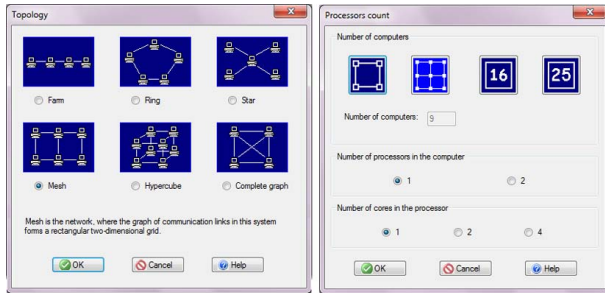 Topology
Farm
Ring
Star
Mesh
Hypercube
Complete graph
Mesh is the network, where the graph of communication links in this system
forms a rectangular two-dimensional grid.
OK
Cancel
Help
Processors count
Number of computers
16
25
Number of computers:
9
Number of processors in the computer
1
2
Number of cores in the processor
1
2
4
OK
Cancel
Help